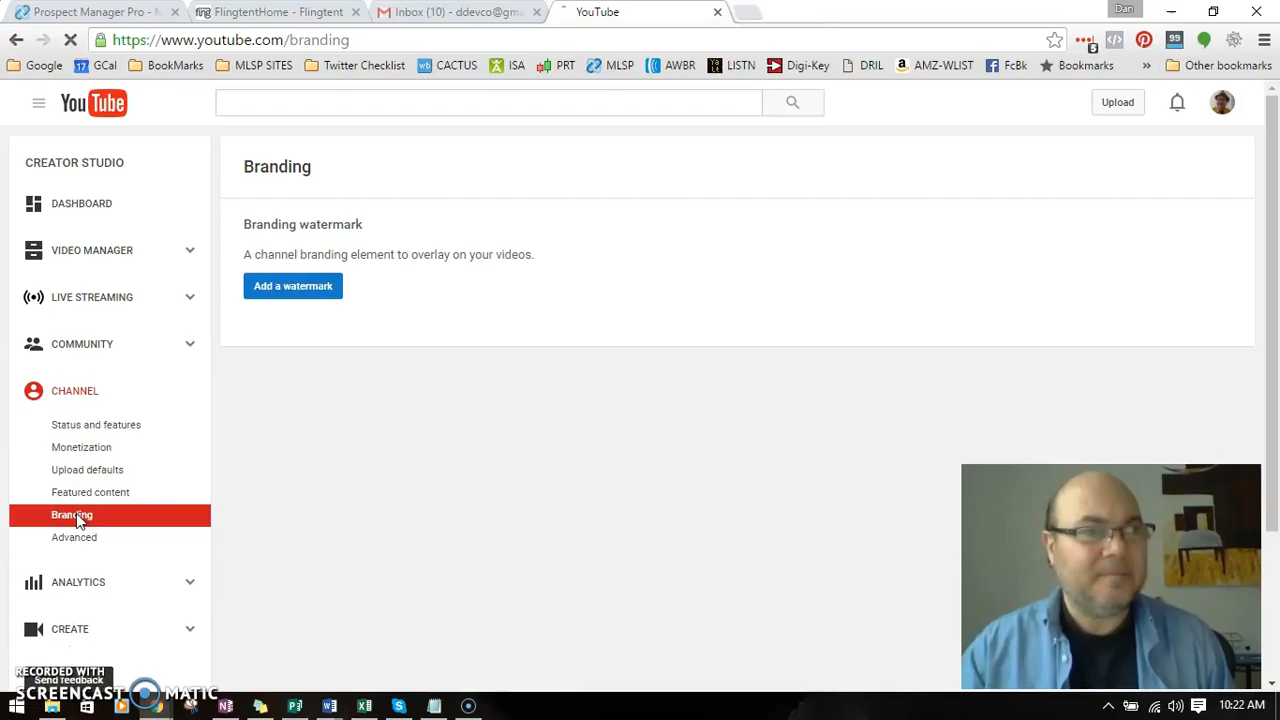 Prospect Manager Pro - M
FlingtentHome - Flingtent
Inbox (10) - ddevco@gma
YouTube
Dan
https://www.youtube.com/branding
5
99
Google
GCal
BookMarks
MLSP SITES
Twitter Checklist
wb CACTUS
ISA
PRT
MLSP
AWBR
LISTN
Digi-Key
DRIL
AMZ-WLIST
FcBk
Bookmarks
»
Other bookmarks
YouTube
Upload
CREATOR STUDIO
DASHBOARD
VIDEO MANAGER
LIVE STREAMING
COMMUNITY
CHANNEL
Status and features
Monetization
Upload defaults
Featured content
Branding
Advanced
ANALYTICS
CREATE
Branding
Branding watermark
A channel branding element to overlay on your videos.
Add a watermark
RECORDED WITH
Send feedback
SCREENCAST MATIC
10:22 AM